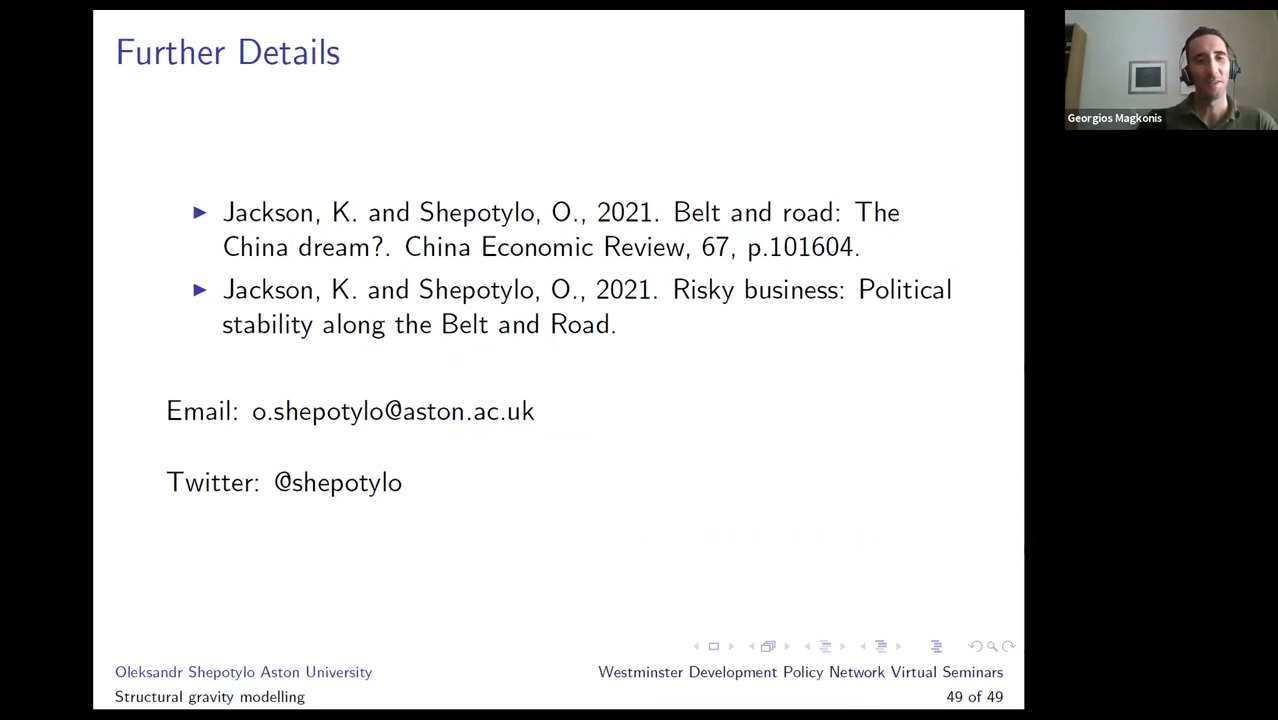 Further Details
Georgios Magkonis
▶ Jackson, K. and Shepotylo, O., 2021. Belt and road: The
China dream?. China Economic Review, 67, p.101604.
▶ Jackson, K. and Shepotylo, O., 2021. Risky business: Political
stability along the Belt and Road.
Email: o.shepotylo@aston.ac.uk
Twitter: @shepotylo
Oleksandr Shepotylo Aston University
Westminster Development Policy Network Virtual Seminars
Structural gravity modelling
49 of 49